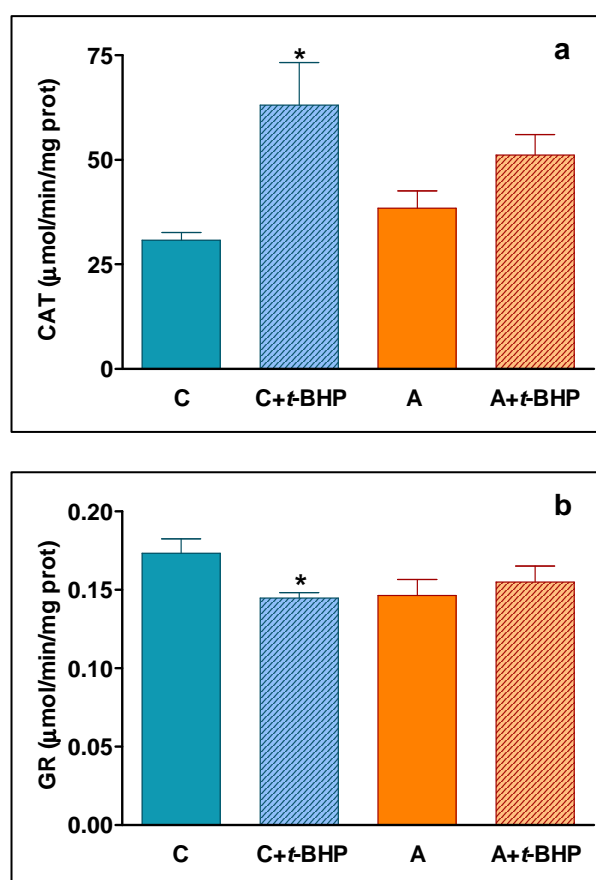 a
75
*
50
25
0
CAT (μmol/min/mg prot)
C C+t-BHP A A+t-BHP
b
0.20
0.15
*
0.10
0.05
0.00
GR (μmol/min/mg prot)
C C+t-BHP A A+t-BHP